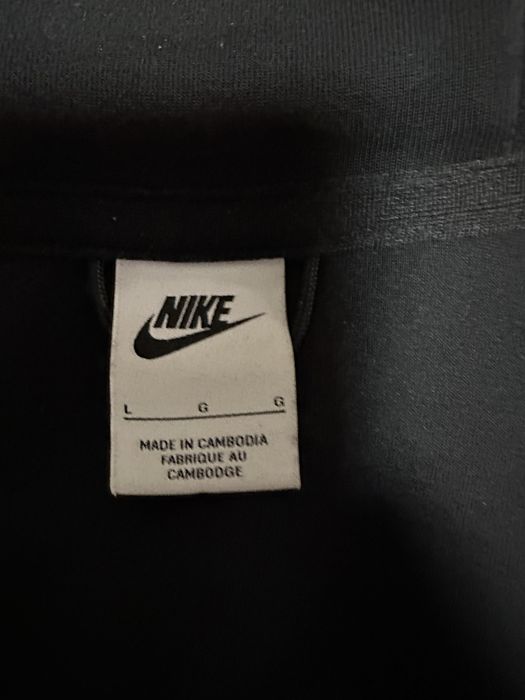 NIKE
L G G
MADE IN CAMBODIA
FABRIQUE AU
CAMBODGE